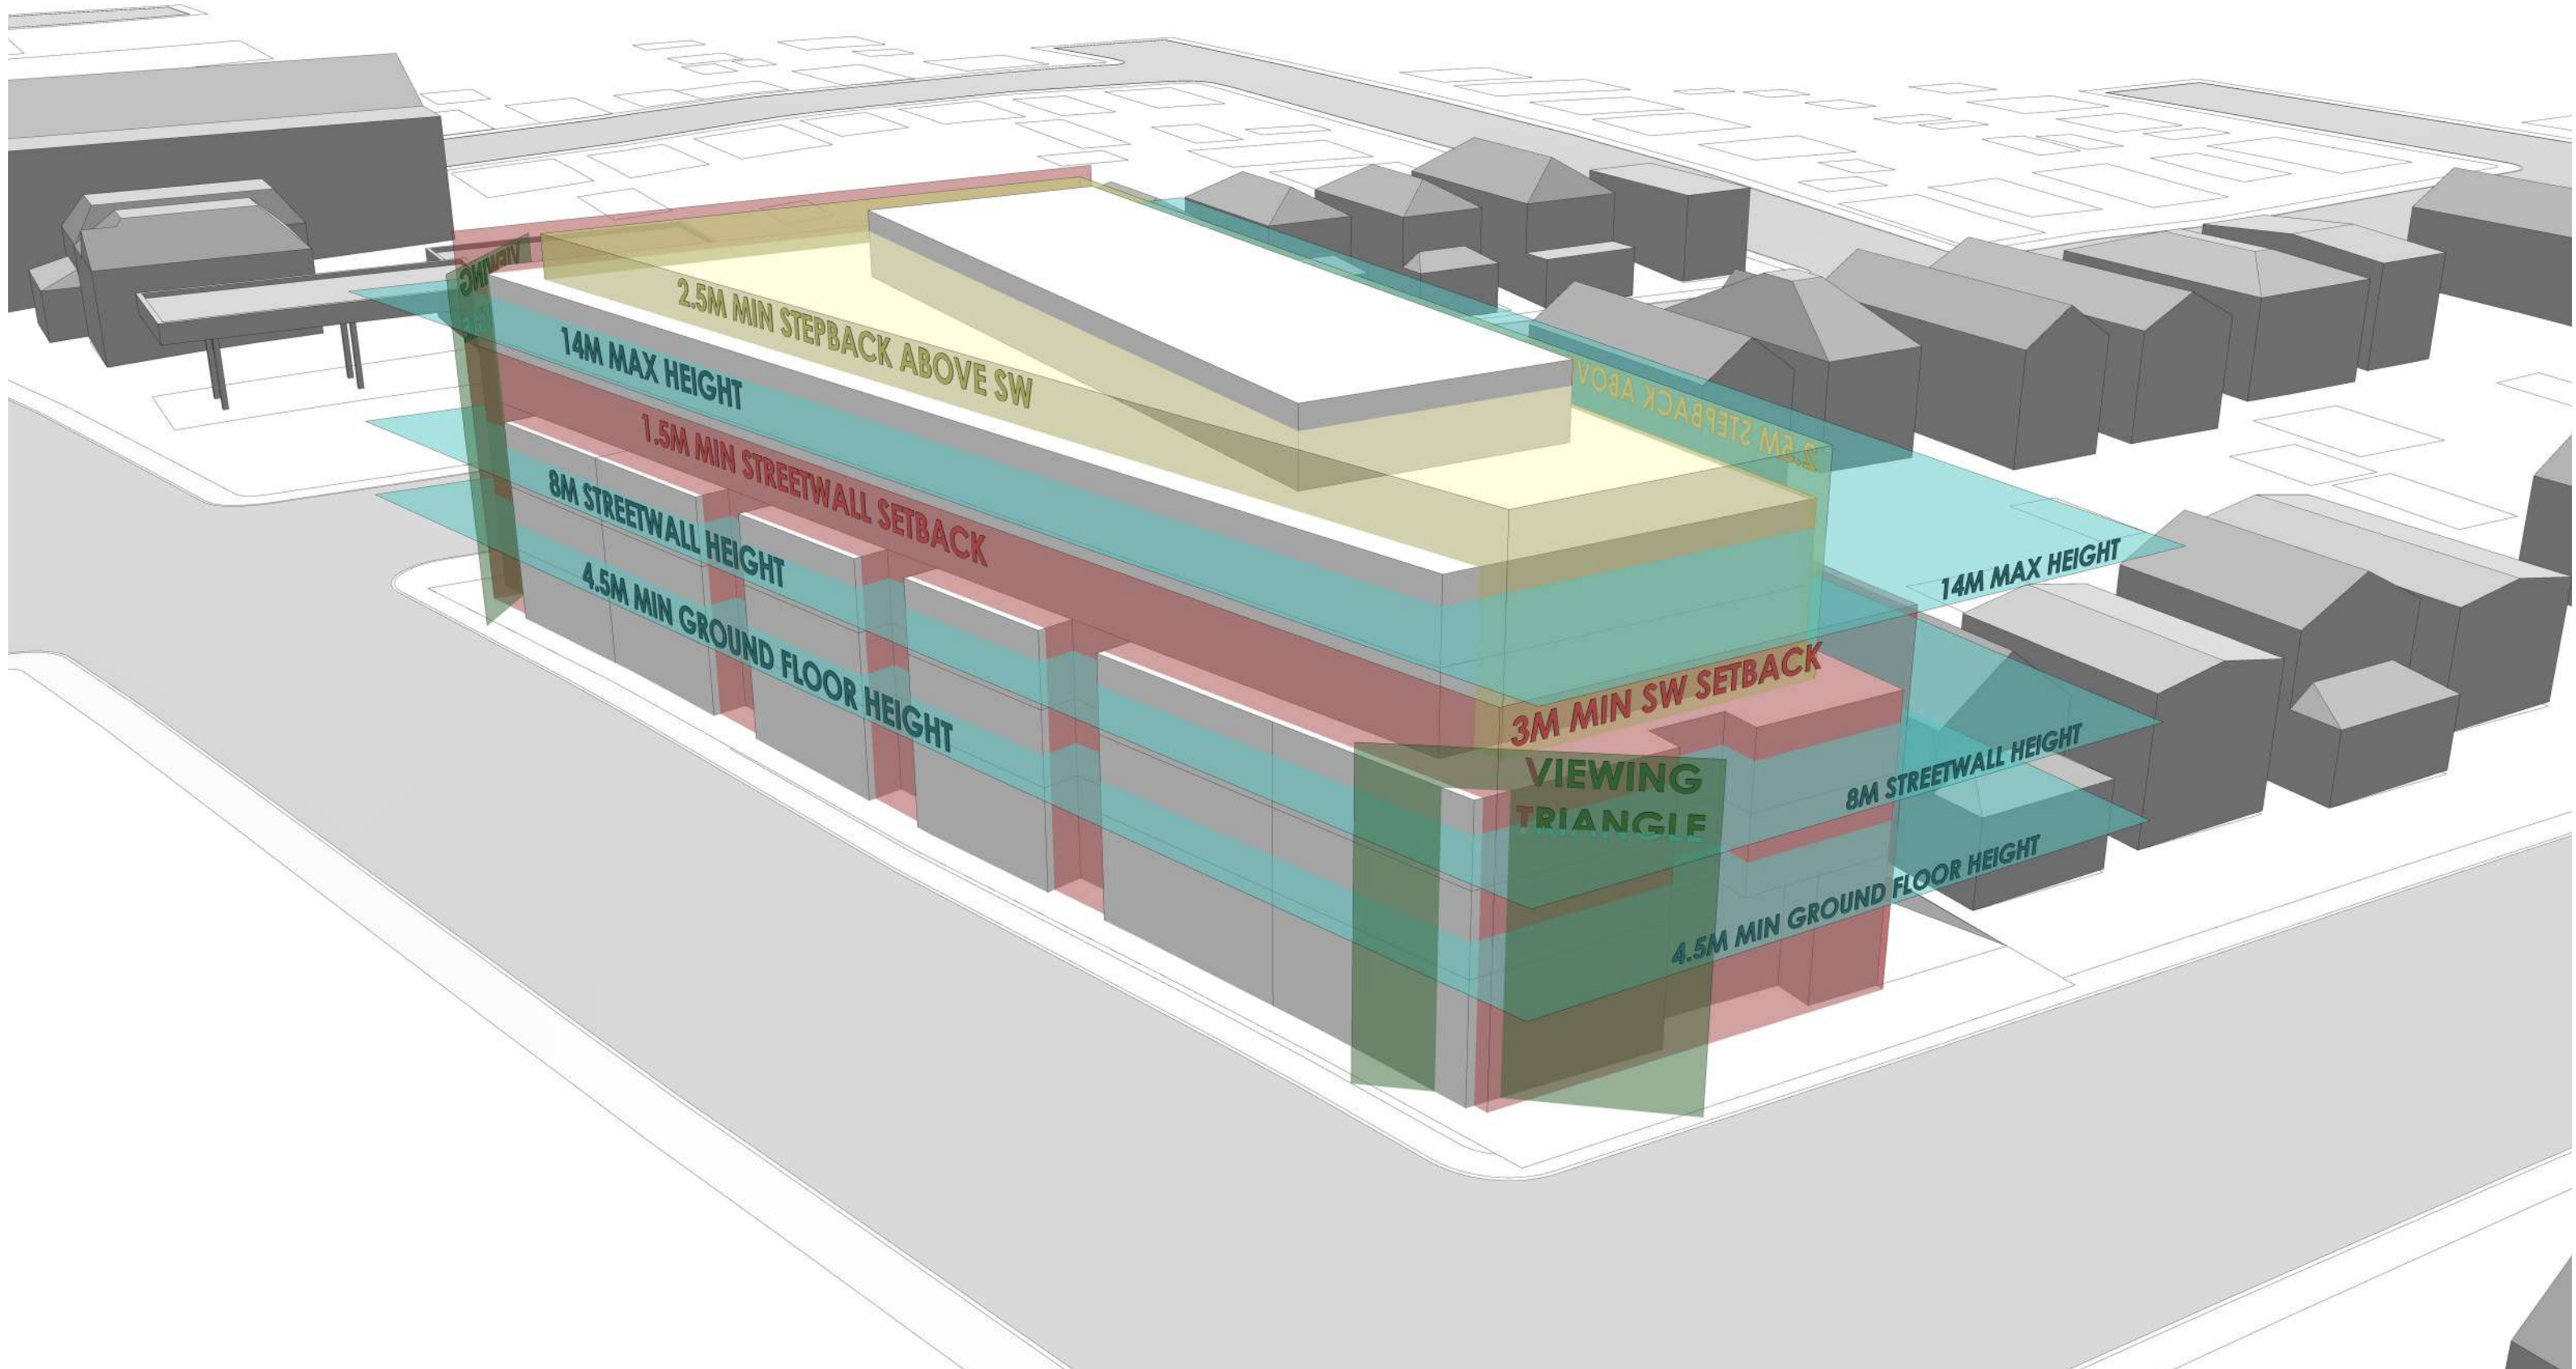 VIEWING
2.5M MIN STEPBACK ABOVE SW
14M MAX HEIGHT
1.5M MIN STREETWALL SETBACK
8M STREETWALL HEIGHT
4.5M MIN GROUND FLOOR HEIGHT
2.5M STEPBACK ABOV
14M MAX HEIGHT
3M MIN SW SETBACK
VIEWING
TRIANGLE
8M STREETWALL HEIGHT
4.5M MIN GROUND FLOOR HEIGHT